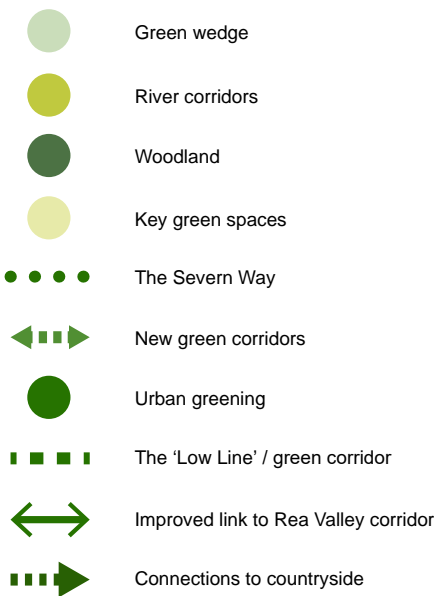 Green wedge
River corridors
Woodland
Key green spaces
The Severn Way
New green corridors
Urban greening
The ‘Low Line’ / green corridor
Improved link to Rea Valley corridor
Connections to countryside